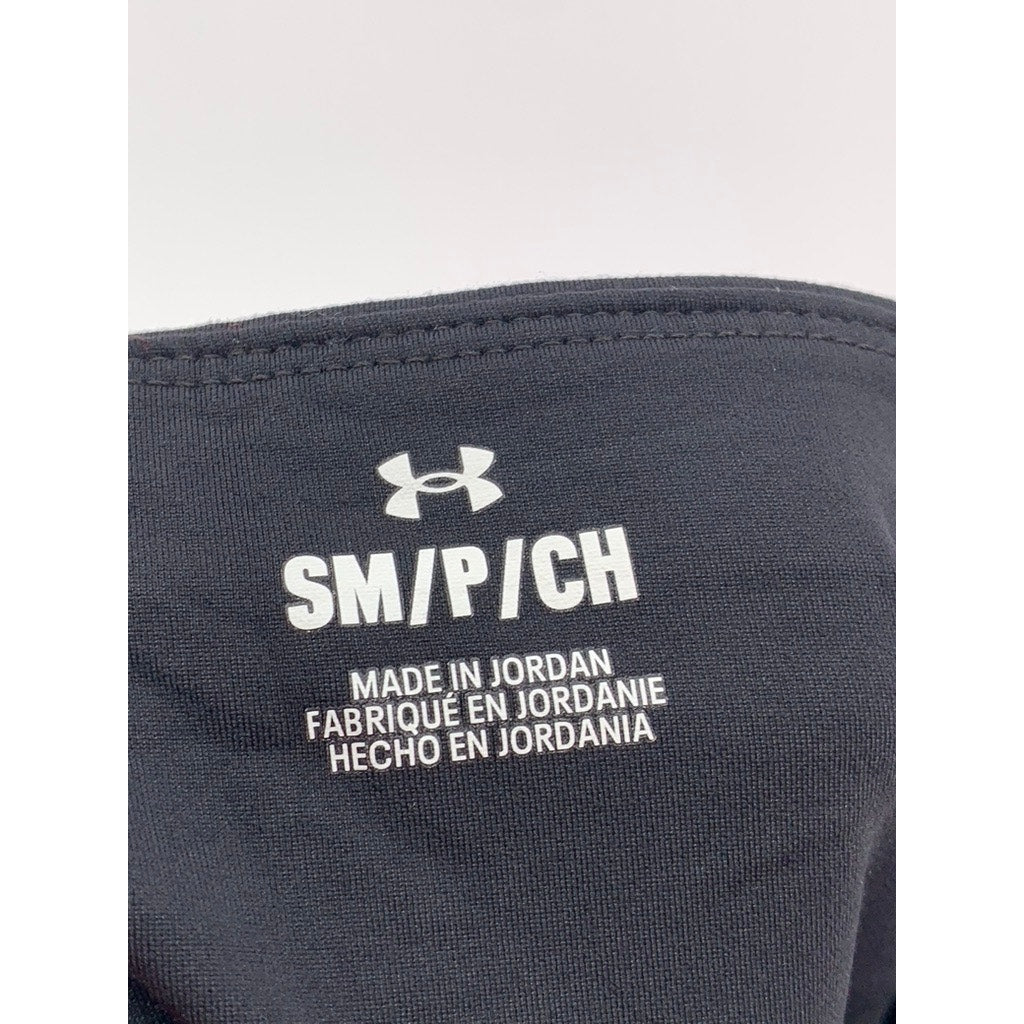 SM/P/CH
MADE IN JORDAN
FABRIQUÉ EN JORDANIE
HECHO EN JORDANIA